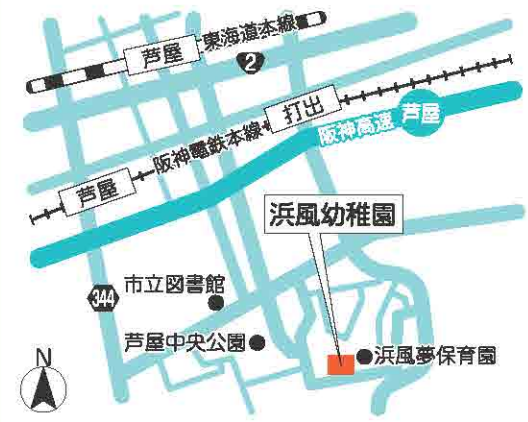 芦屋
東海道本線
2
打出
阪神高速
芦屋
阪神電鉄本線
芦屋
浜風幼稚園
市立図書館
344
芦屋中央公園
浜風夢保育園
N